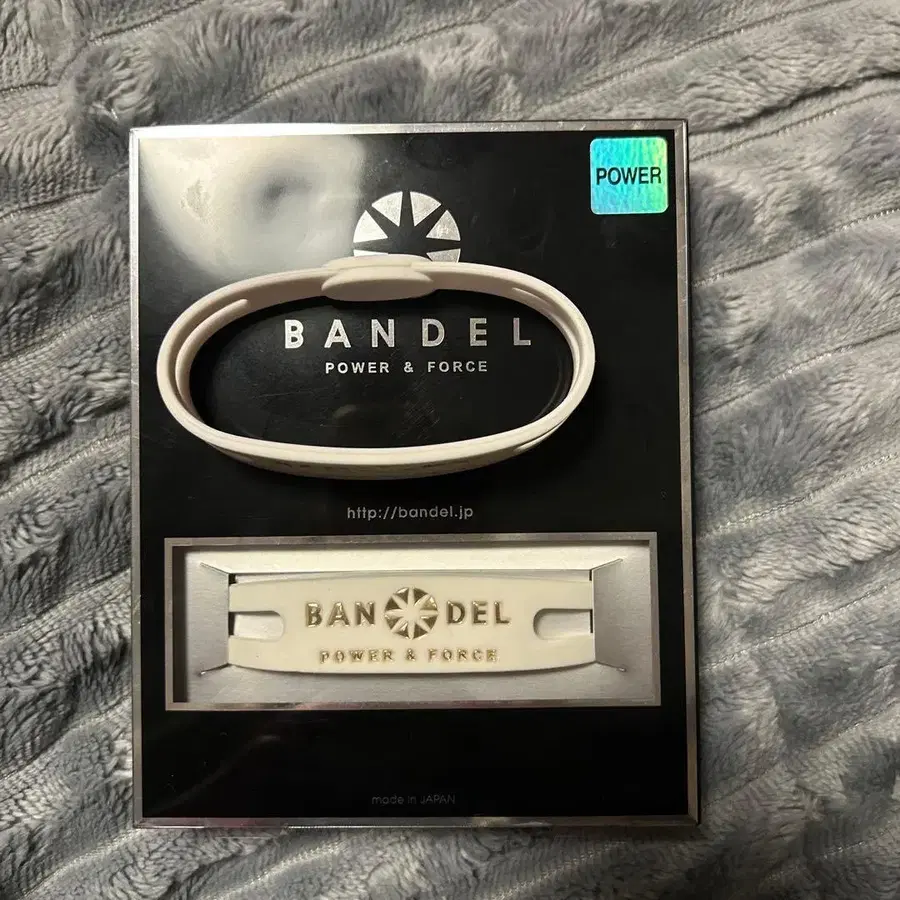 POWER
BANDEL
POWER & FORCE
http://bandel.jp
BAN DEL
POWER & FORCE
made in JAPAN